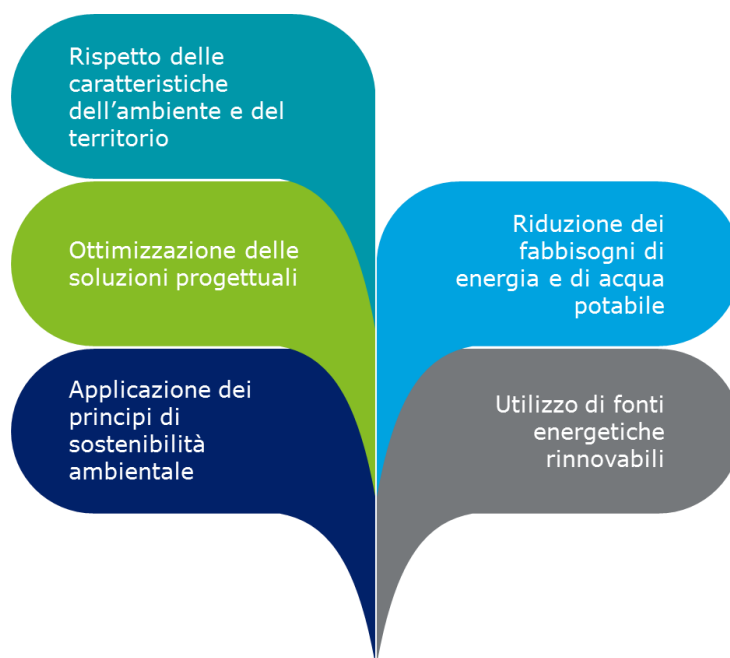 Rispetto delle
caratteristiche
dell’ambiente e del
territorio
Ottimizzazione delle
soluzioni progettuali
Applicazione dei
principi di
sostenibilità
ambientale
Riduzione dei
fabbisogni di
energia e di acqua
potabile
Utilizzo di fonti
energetiche
rinnovabili